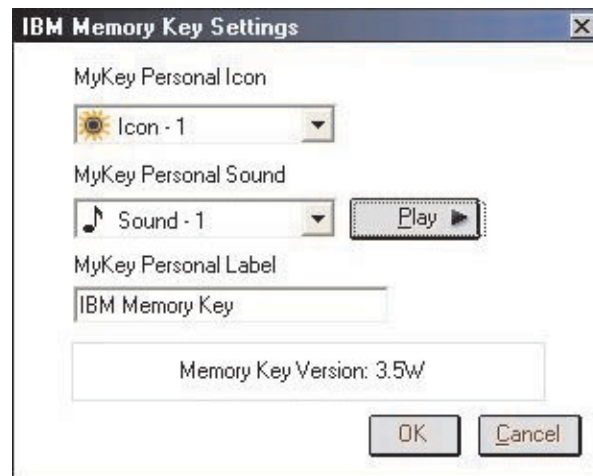 IBM Memory Key Settings
MyKey Personal Icon
Icon - 1
MyKey Personal Sound
Sound - 1 Play
MyKey Personal Label
IBM Memory Key
Memory Key Version: 3.5W
OK Cancel